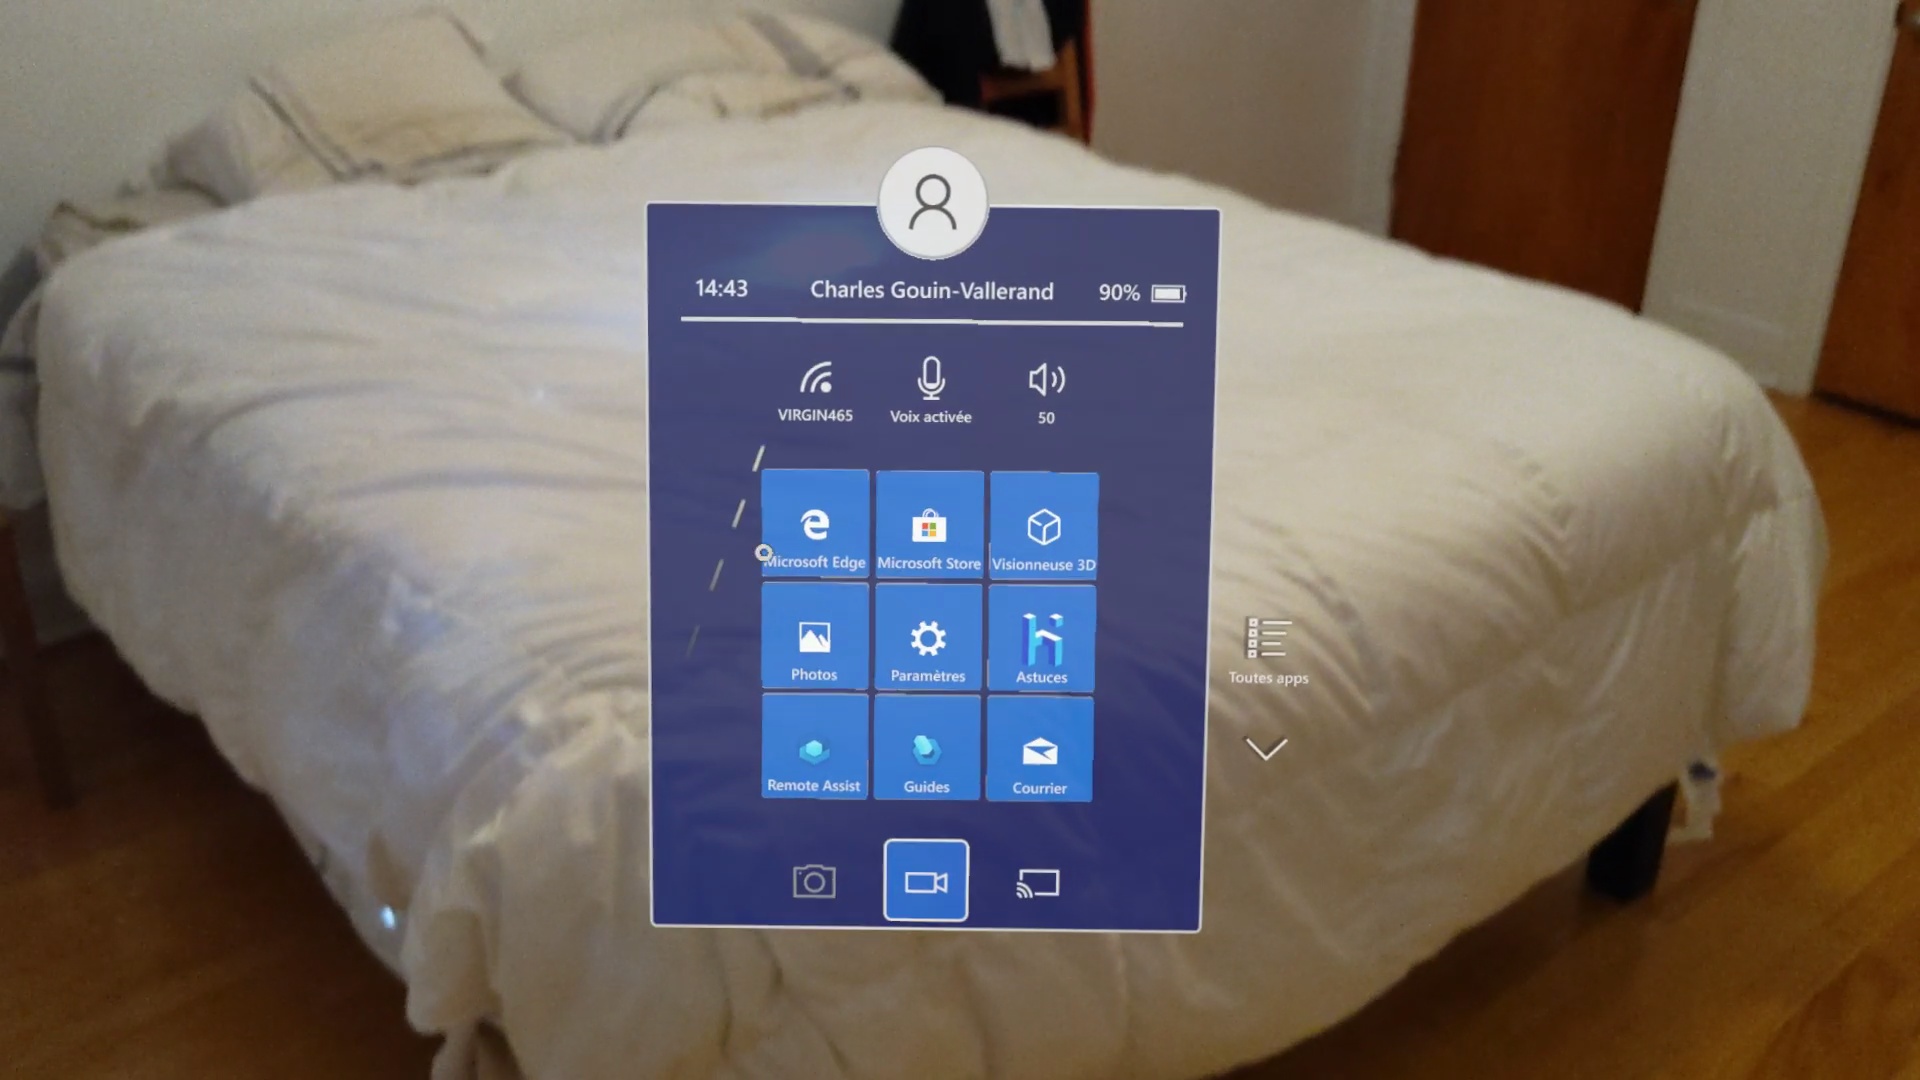 14:43 Charles Gouin-Vallerand 90%
VIRGIN465 Voix activée 50
Microsoft Edge Microsoft Store Visionneuse 3D
Photos Paramètres Astuces
Toutes apps
Remote Assist Guides Courrier